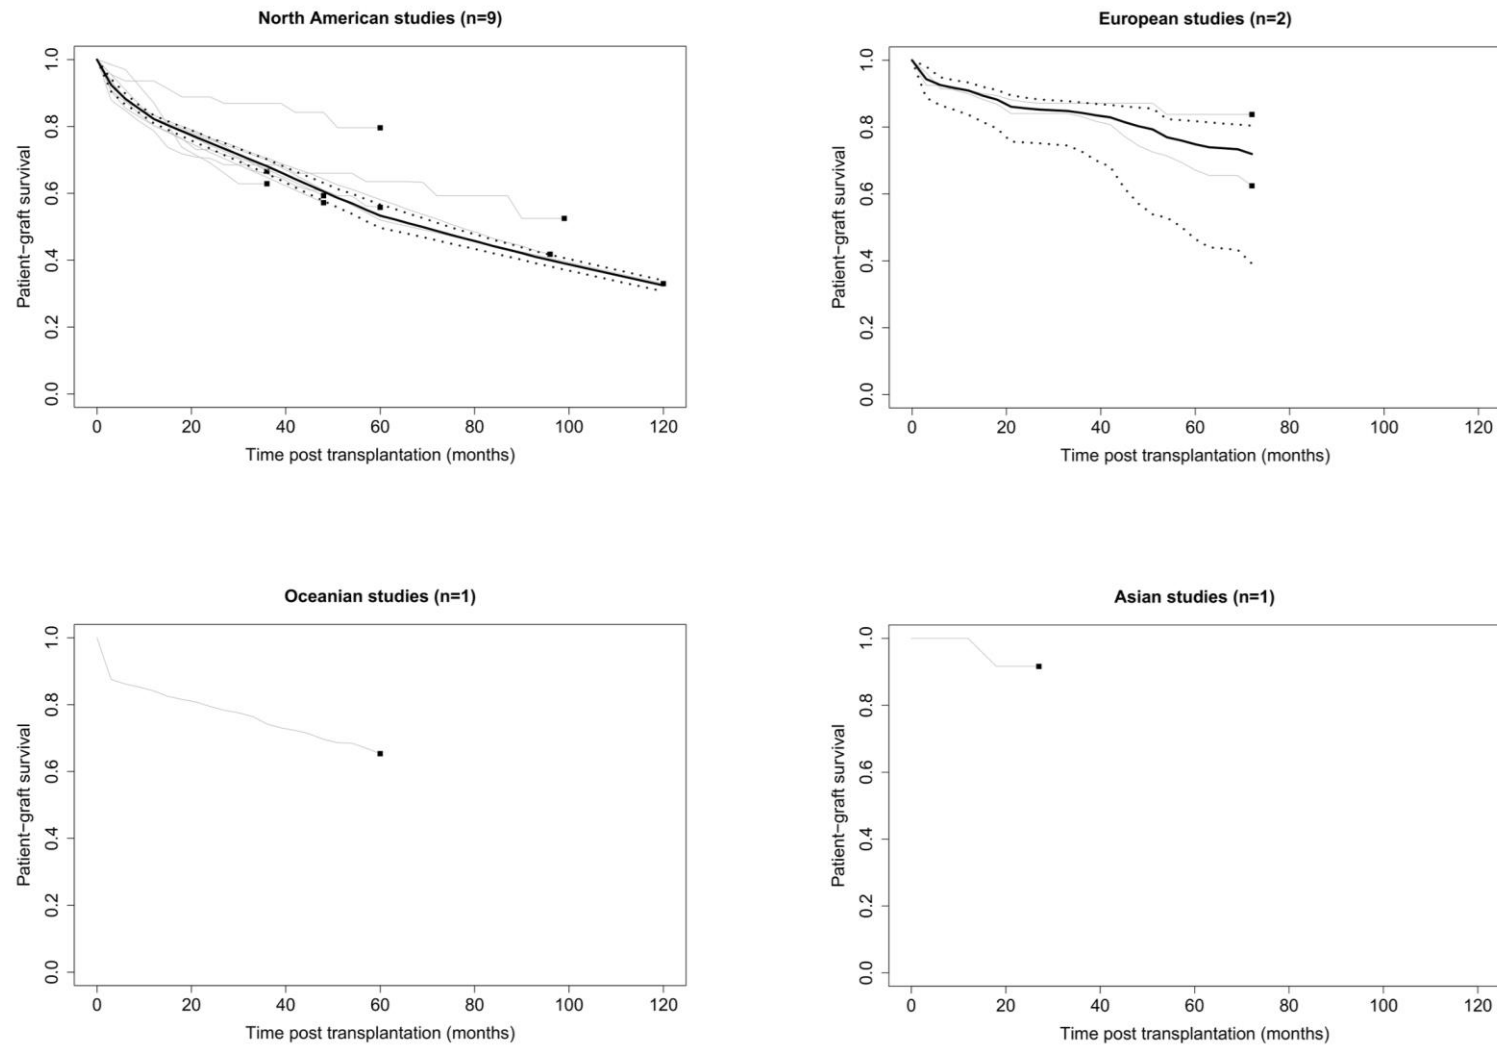 North American studies (n=9)
Patient−graft survival
1.0
0.8
0.6
0.4
0.2
0.0
0 20 40 60 80 100 120
Time post transplantation (months)
European studies (n=2)
Patient−graft survival
1.0
0.8
0.6
0.4
0.2
0.0
0 20 40 60 80 100 120
Time post transplantation (months)
Oceanian studies (n=1)
Patient−graft survival
1.0
0.8
0.6
0.4
0.2
0.0
0 20 40 60 80 100 120
Time post transplantation (months)
Asian studies (n=1)
Patient−graft survival
1.0
0.8
0.6
0.4
0.2
0.0
0 20 40 60 80 100 120
Time post transplantation (months)